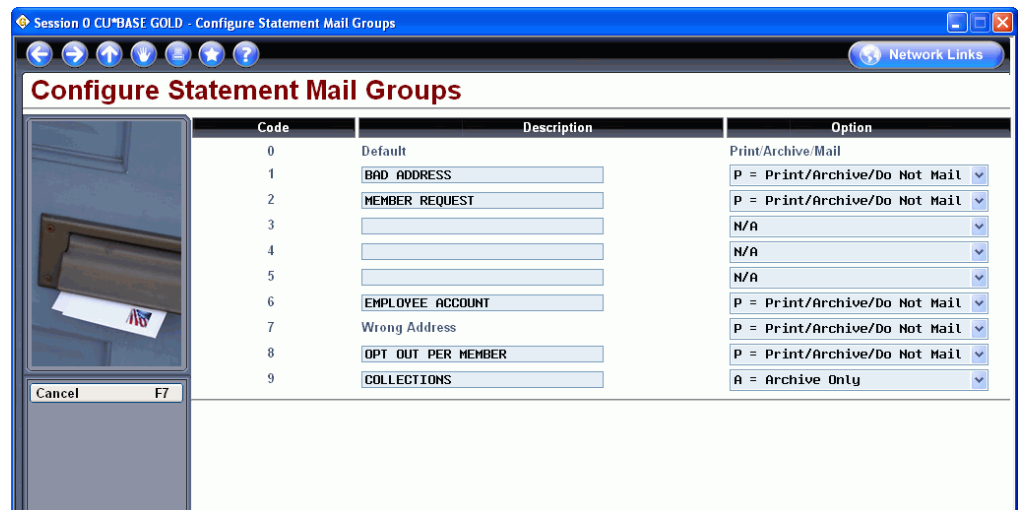 Session 0 CU*BASE GOLD - Configure Statement Mail Groups
? Network Links
Configure Statement Mail Groups
Code Description Option
0 Default Print/Archive/Mail
1 BAD ADDRESS P = Print/Archive/Do Not Mail
2 MEMBER REQUEST P = Print/Archive/Do Not Mail
3 N/A
4 N/A
5 N/A
6 EMPLOYEE ACCOUNT P = Print/Archive/Do Not Mail
7 Wrong Address P = Print/Archive/Do Not Mail
8 OPT OUT PER MEMBER P = Print/Archive/Do Not Mail
9 COLLECTIONS A = Archive Only
Cancel F7